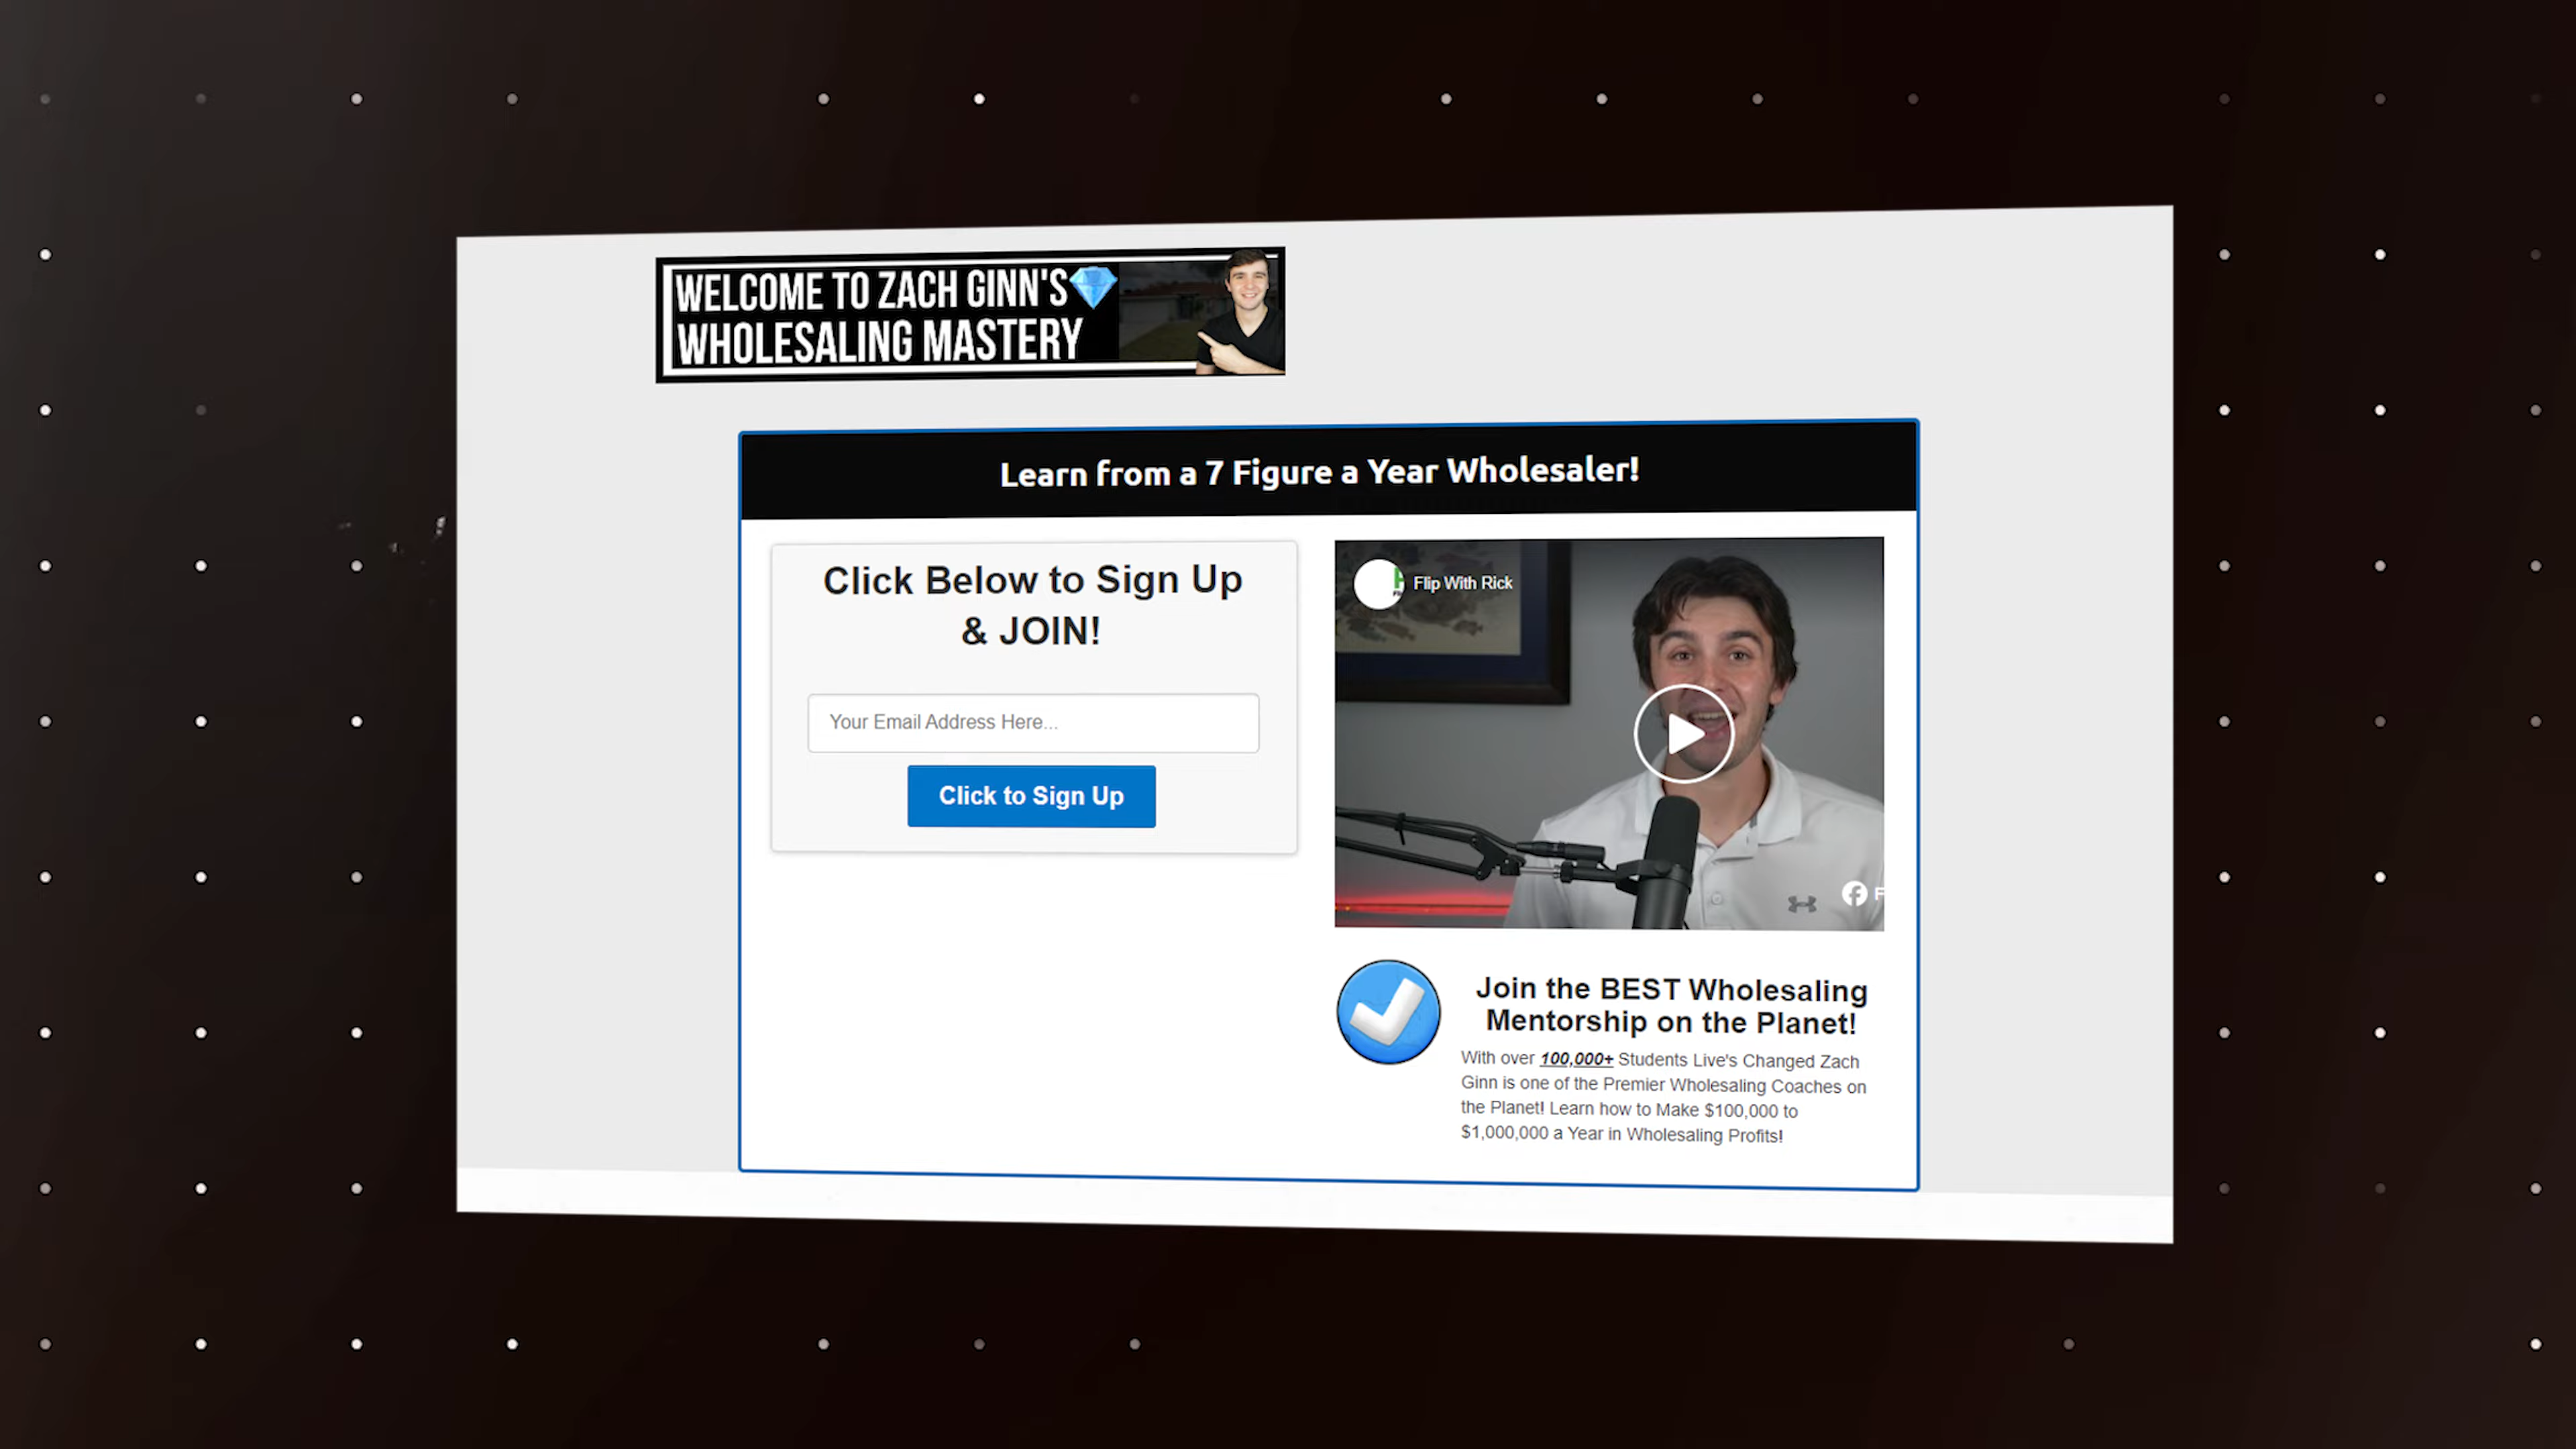 WELCOME TO ZACH GINN'S💎
WHOLESALING MASTERY
Learn from a 7 Figure a Year Wholesaler!
Click Below to Sign Up
& JOIN!
Your Email Address Here...
Click to Sign Up
Flip With Rick
Join the BEST Wholesaling
Mentorship on the Planet!
With over 100,000+ Students Live's Changed Zach
Ginn is one of the Premier Wholesaling Coaches on
the Planet! Learn how to Make $100,000 to
$1,000,000 a Year in Wholesaling Profits!